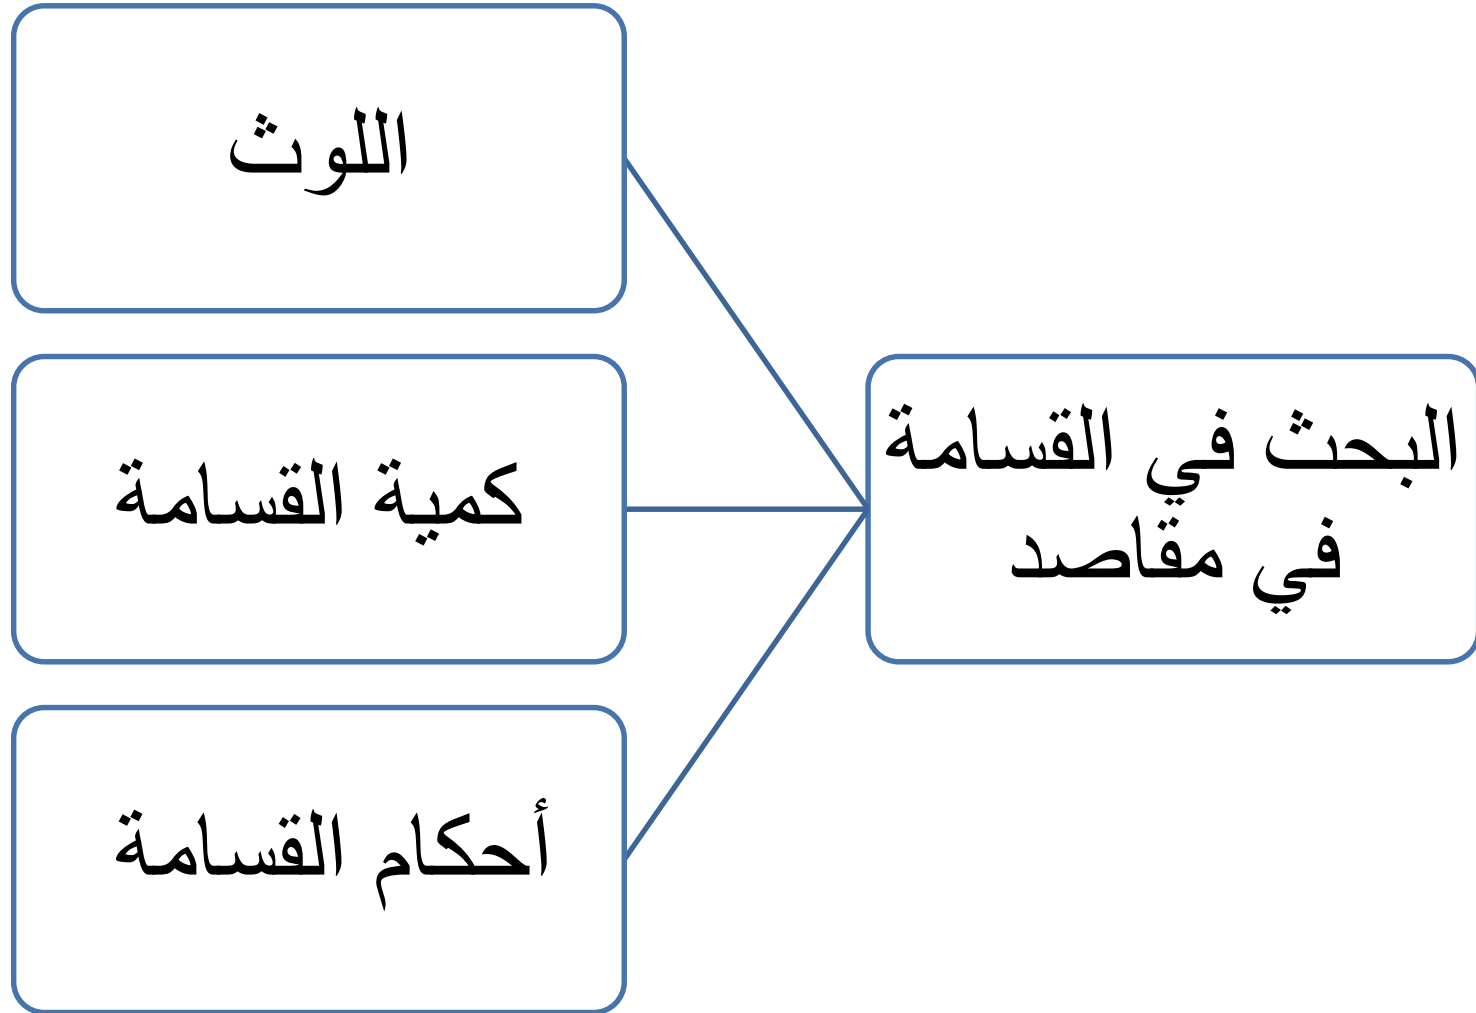 البحث في القسامة
في مقاصد
اللوث
كمية القسامة
أحكام القسامة